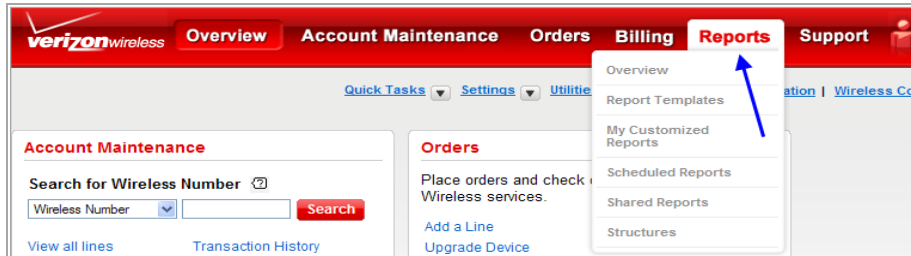 verizonwireless Overview Account Maintenance Orders Billing Reports Support
Quick Tasks Settings Wireless
Overview
Report Templates
My Customized
Reports
Scheduled Reports
Shared Reports
Structures
Account Maintenance
Search for Wireless Number
Wireless Number Search
View all lines Transaction History
Orders
Place orders and check
Wireless services.
Add a Line
Upgrade Device